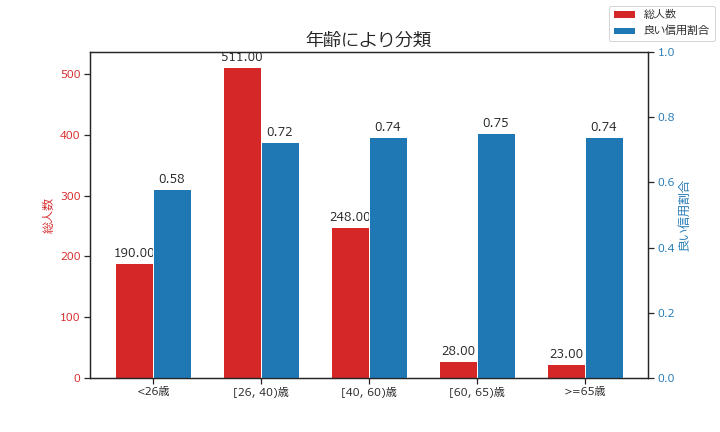 年齢により分類
総人数
良い信用割合
総人数
500
400
300
200
100
0
190.00
0.58
511.00
0.72
248.00
0.74
28.00
0.75
23.00
0.74
1.0
0.8
0.6
0.4
0.2
0.0
良い信用割合
<26歳
[26, 40)歳
[40, 60)歳
[60, 65)歳
>=65歳